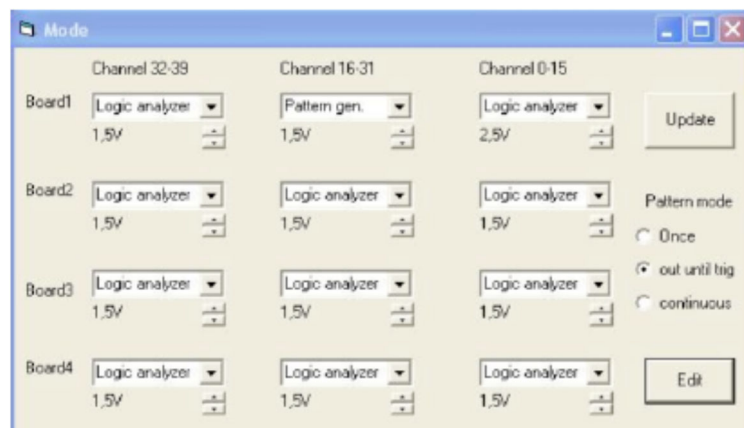 Mode
Channel 32-39 Channel 16-31 Channel 0-15
Board1 Logic analyzer Pattern gen. Logic analyzer Update
1,5V 1,5V 2,5V
Board2 Logic analyzer Logic analyzer Logic analyzer Pattern mode
1,5V 1,5V 1,5V
Once
out until trig
Board3 Logic analyzer Logic analyzer Logic analyzer
1,5V 1,5V 1,5V continuous
Board4 Logic analyzer Logic analyzer Logic analyzer Edit
1,5V 1,5V 1,5V